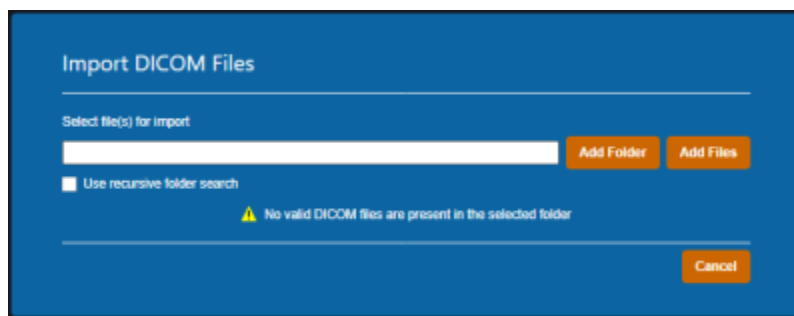 Import DICOM Files
Select file(s) for import
Add Folder Add Files
Use recursive folder search
No valid DICOM files are present in the selected folder
Cancel